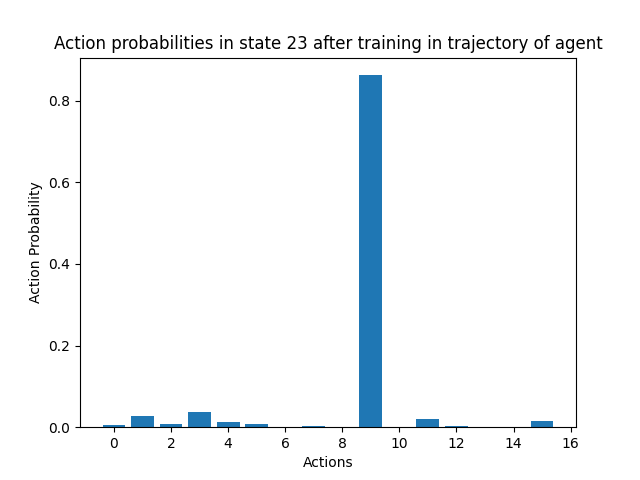 Action probabilities in state 23 after training in trajectory of agent
0.8
0.6
0.4
0.2
0.0
Action Probability
0 2 4 6 8 10 12 14 16
Actions